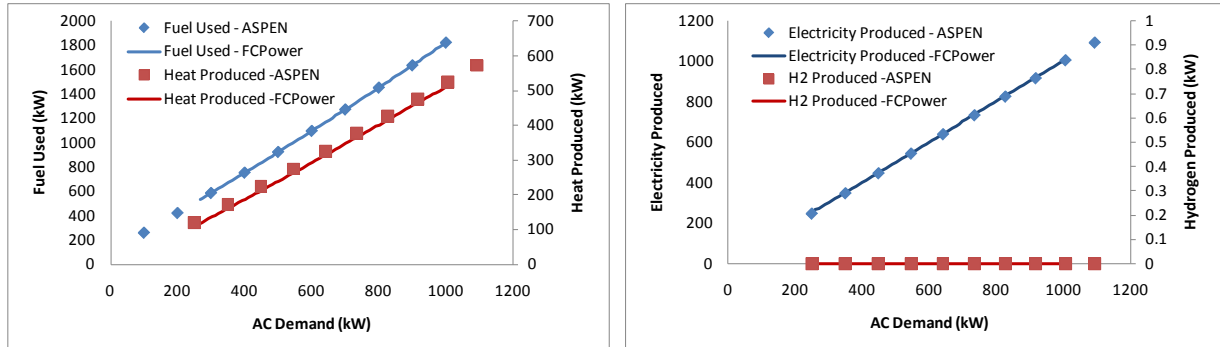 Fuel Used - ASPEN
Fuel Used - FCPower
Heat Produced -ASPEN
Heat Produced -FCPower
2000
1800
1600
1400
1200
1000
800
600
400
200
0
Fuel Used (kW)
700
600
500
400
300
200
100
0
Heat Produced (kW)
0 200 400 600 800 1000 1200
AC Demand (kW)
Electricity Produced - ASPEN
Electricity Produced -FCPower
H2 Produced - ASPEN
H2 Produced -FCPower
1200
1000
800
600
400
200
0
Electricity Produced
1
0.9
0.8
0.7
0.6
0.5
0.4
0.3
0.2
0.1
0
Hydrogen Produced (kW)
0 200 400 600 800 1000 1200
AC Demand (kW)